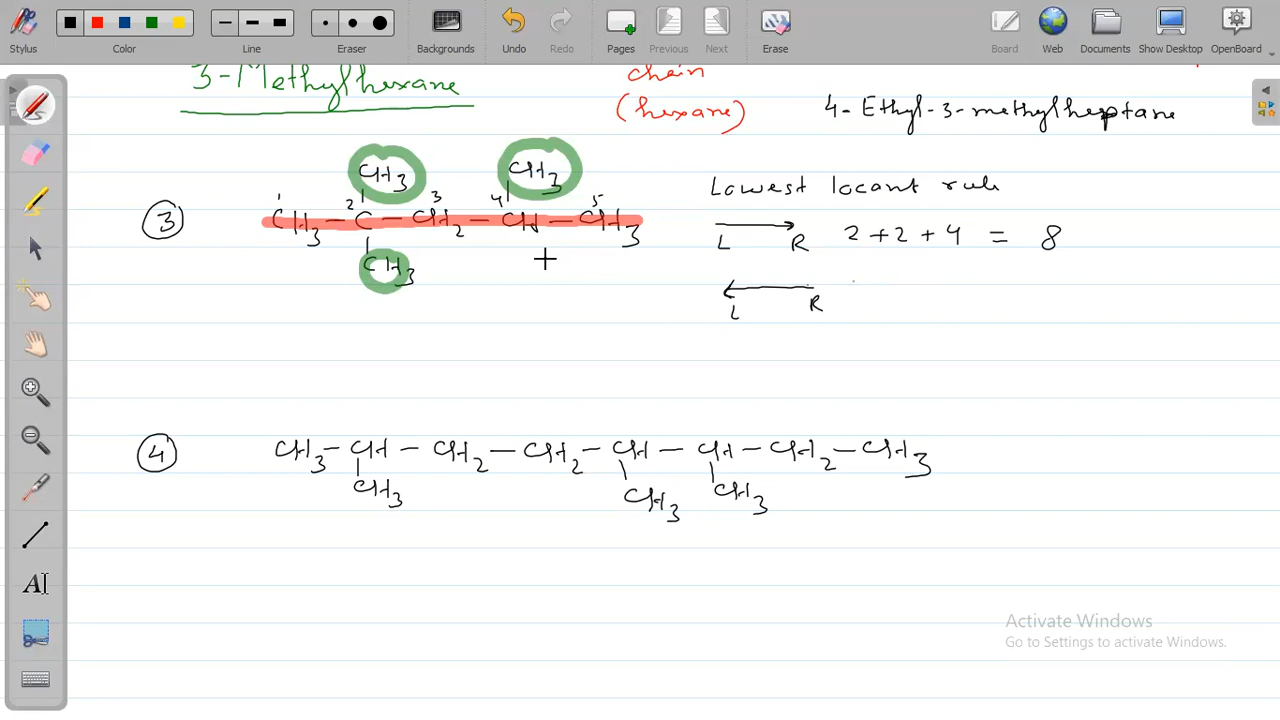 Stylus Color Line Eraser Backgrounds Undo Redo Pages Previous Next Erase Board Web Documents Show Desktop OpenBoard
3-Methylhexane
chain
(hexane)
4-Ethyl-3-methylheptane
CH3 CH3
Lowest locant rule
1 2 3 4 5
③ CH3 - C - CH2 - CH - CH3
L R 2 + 2 + 4 = 8
CH3
L R
④ CH3 - CH - CH2 - CH2 - CH - CH - CH2 - CH3
CH3 CH3 CH3
Activate Windows
Go to Settings to activate Windows.